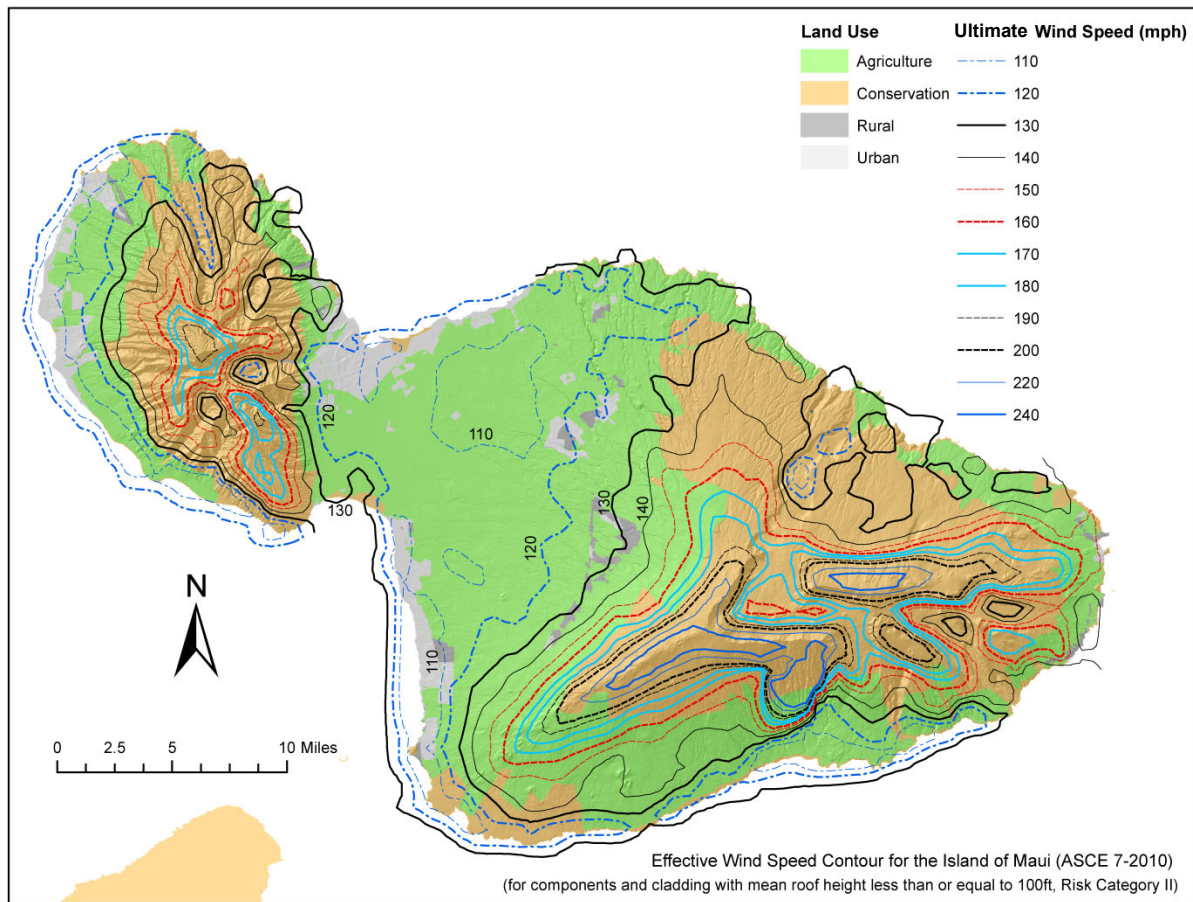 Land Use
Agriculture
Conservation
Rural
Urban
Ultimate Wind Speed (mph)
110
120
130
140
150
160
170
180
190
200
220
240
120
110
130
130
140
120
110
N
0 2.5 5 10 Miles
Effective Wind Speed Contour for the Island of Maui (ASCE 7-2010)
(for components and cladding with mean roof height less than or equal to 100ft, Risk Category II)